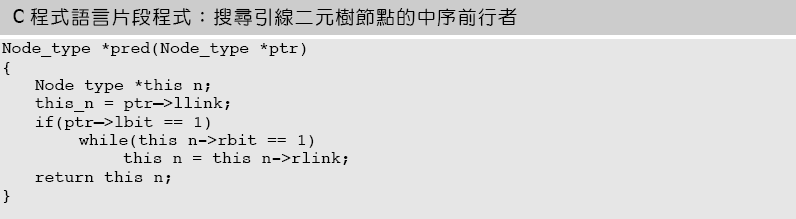 C 程式語言片段程式：搜尋引線二元樹節點的中序前行者
Node_type *pred(Node_type *ptr)
{
    Node type *this n;
    this_n = ptr—>llink;
    if(ptr—>lbit == 1)
        while(this n->rbit == 1)
            this n = this n->rlink;
    return this n;
}